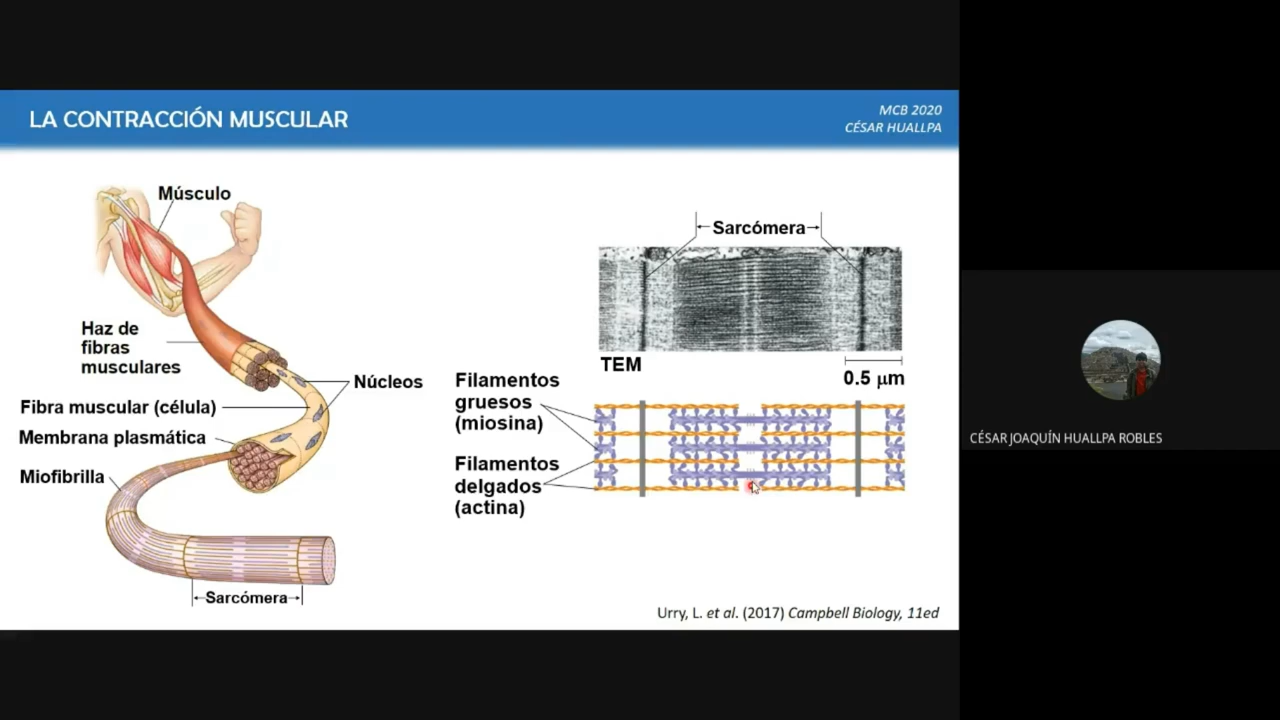 LA CONTRACCIÓN MUSCULAR
MCB 2020
CÉSAR HUALLPA
Músculo
Haz de
fibras
musculares
Núcleos
Fibra muscular (célula)
Membrana plasmática
Miofibrilla
Sarcómera
Sarcómera
TEM
0.5 μm
Filamentos
gruesos
(miosina)
Filamentos
delgados
(actina)
Urry, L. et al. (2017) Campbell Biology, 11ed
CÉSAR JOAQUÍN HUALLPA ROBLES